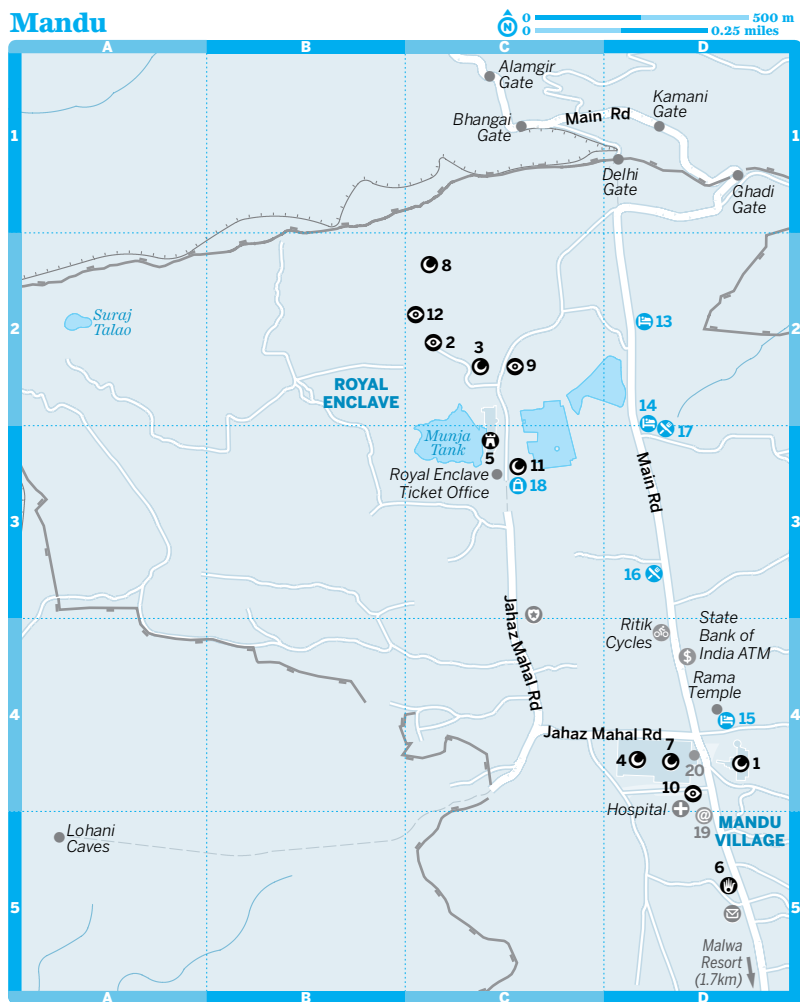 Mandu
N
0 500 m
0 0.25 miles
A B C D
1
1
Alamgir
Gate
Bhangai
Gate
Main Rd
Kamani
Gate
Delhi
Gate
Ghadi
Gate
2
2
8
12
2
3
9
13
Suraj
Talao
ROYAL
ENCLAVE
14
17
Munja
Tank
5
11
18
Royal Enclave
Ticket Office
Main Rd
3
3
16
Jahaz Mahal Rd
Ritik
Cycles
$
State
Bank of
India ATM
Rama
Temple
15
4
4
Jahaz Mahal Rd
4
7
20
1
10
Hospital
@
19
MANDU
VILLAGE
Lohani
Caves
6
5
5
Malwa
Resort
(1.7km)
A B C D